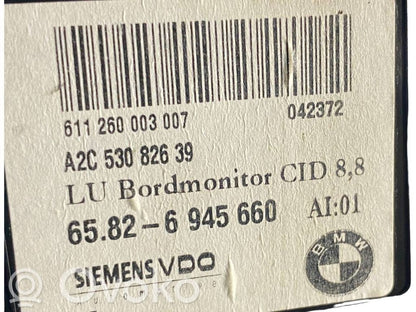 042372
611 260 003 007
A2C 530 826 39
LU Bordmonitor CID 8,8
65.82-6 945 660 AI:01
SIEMENS VDO
BMW
Ovoko